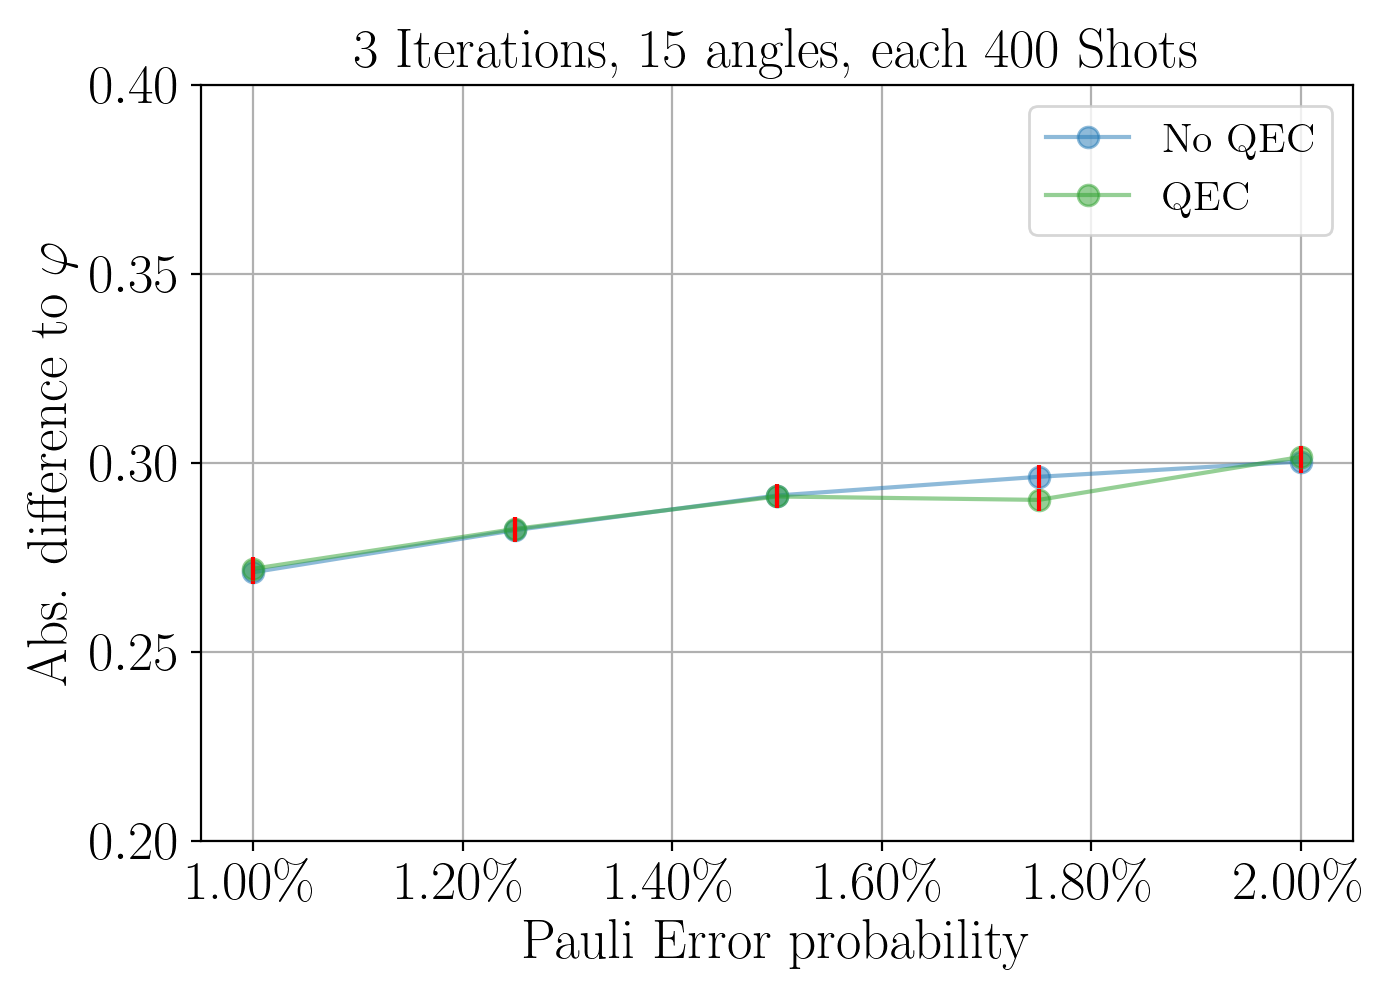 3 Iterations, 15 angles, each 400 Shots
No QEC
QEC
Abs. difference to φ
0.40
0.35
0.30
0.25
0.20
1.00%
1.20%
1.40%
1.60%
1.80%
2.00%
Pauli Error probability